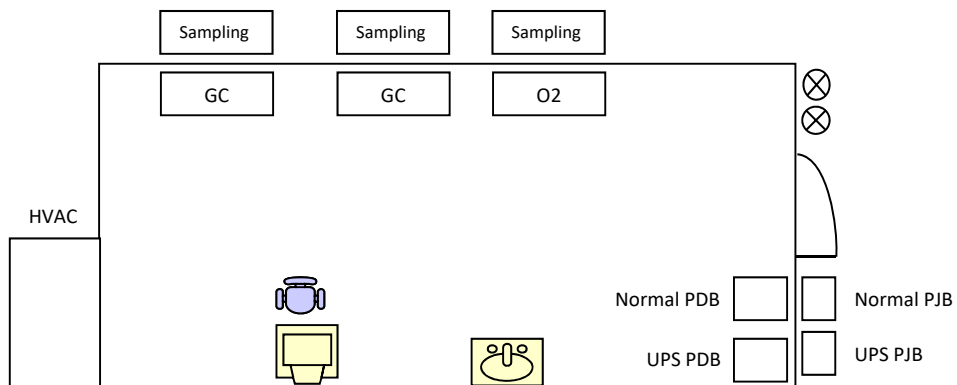 Sampling
Sampling
Sampling
GC
GC
O2
HVAC
Normal PDB
Normal PJB
UPS PDB
UPS PJB